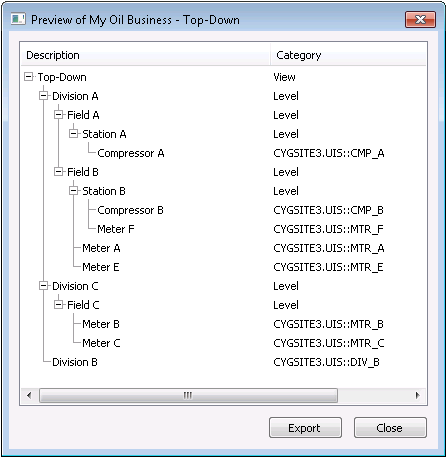 Preview of My Oil Business - Top-Down
Description Category
Top-Down View
Division A Level
Field A Level
Station A Level
Compressor A CYGSITE3.UIS::CMP_A
Field B Level
Station B Level
Compressor B CYGSITE3.UIS::CMP_B
Meter F CYGSITE3.UIS::MTR_F
Meter A CYGSITE3.UIS::MTR_A
Meter E CYGSITE3.UIS::MTR_E
Division C Level
Field C Level
Meter B CYGSITE3.UIS::MTR_B
Meter C CYGSITE3.UIS::MTR_C
Division B CYGSITE3.UIS::DIV_B
Export Close